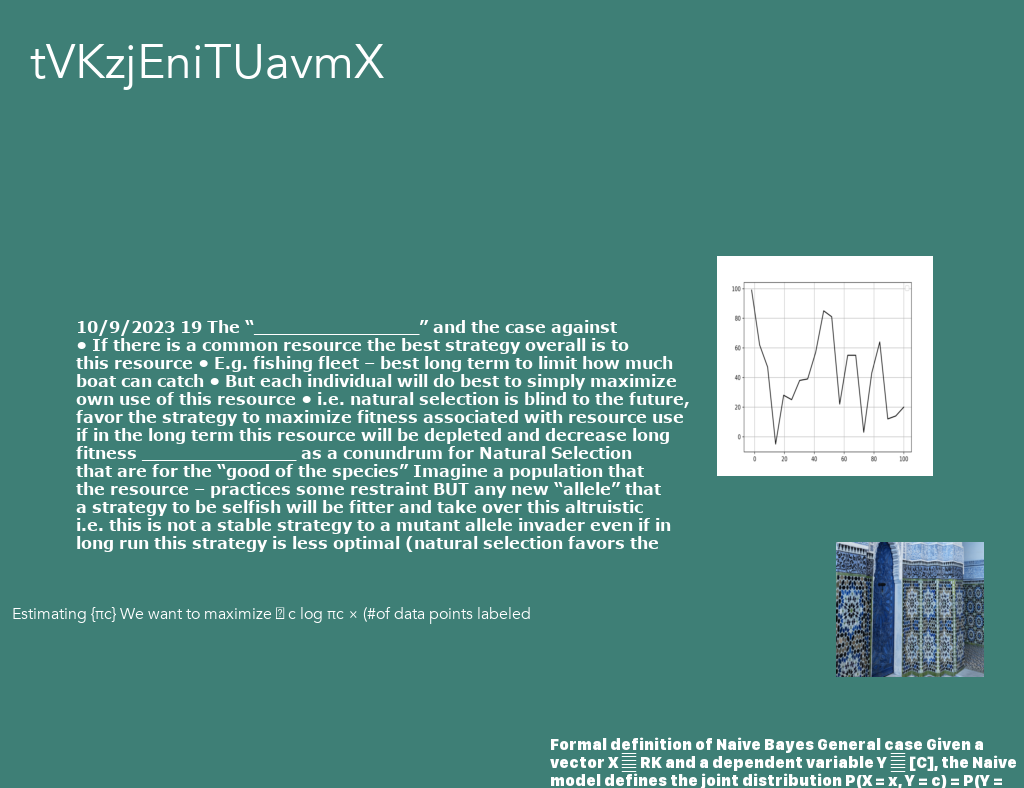 tVKzjEniTUavmX
10/9/2023 19 The “____________________” and the case against
• If there is a common resource the best strategy overall is to
this resource • E.g. fishing fleet – best long term to limit how much
boat can catch • But each individual will do best to simply maximize
own use of this resource • i.e. natural selection is blind to the future,
favor the strategy to maximize fitness associated with resource use
if in the long term this resource will be depleted and decrease long
fitness ___________________ as a conundrum for Natural Selection
that are for the “good of the species” Imagine a population that
the resource – practices some restraint BUT any new “allele” that
a strategy to be selfish will be fitter and take over this altruistic
i.e. this is not a stable strategy to a mutant allele invader even if in
long run this strategy is less optimal (natural selection favors the
100
80
60
40
20
0
0 20 40 60 80 100
Estimating {πc} We want to maximize c log πc × (#of data points labeled
Formal definition of Naive Bayes General case Given a
vector X RK and a dependent variable Y [C], the Naive
model defines the joint distribution P(X = x, Y = c) = P(Y =